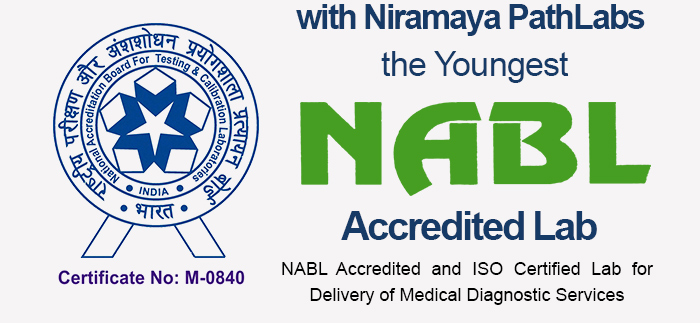 राष्ट्रीय परीक्षण और अंशशोधन प्रयोगशाला प्रत्यायन बोर्ड
National Accreditation Board For Testing & Calibration Laboratories
• INDIA •
• भारत •
Certificate No: M-0840
with Niramaya PathLabs
the Youngest
NABL
Accredited Lab
NABL Accredited and ISO Certified Lab for
Delivery of Medical Diagnostic Services